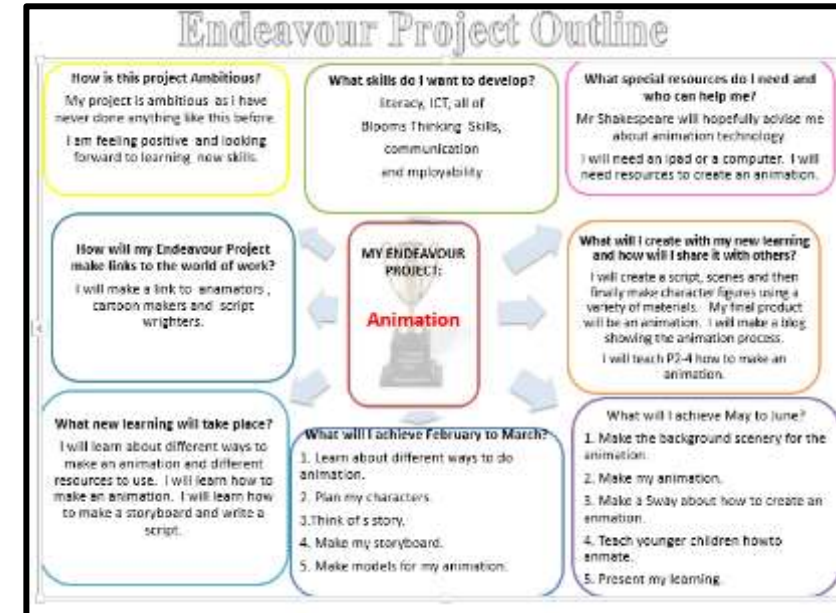 Endeavour Project Outline
How is this project Ambitious?
My project is ambitious as i have
never done anything like this before.
I am feeling positive and looking
forward to learning new skills.
What skills do I want to develop?
literacy, ICT, all of
Blooms Thinking Skills,
communication
and mployability
What special resources do I need and
who can help me?
Mr Shakespeare will hopefully advise me
about animation technology
I will need an ipad or a computer. I will
need resources to create an animation.
How will my Endeavour Project
make links to the world of work?
I will make a link to anamators ,
cartoon makers and script
wrighters.
MY ENDEAVOUR
PROJECT:
Animation
What will I create with my new learning
and how will I share it with others?
I will create a script, scenes and then
finally make character figures using a
variety of materials. My final product
will be an animation. I will make a blog
showing the animation process.
I will teach P2-4 how to make an
animation.
What new learning will take place?
I will learn about different ways to
make an animation and different
resources to use. I will learn how to
make an animation. I will learn how
to make a storyboard and write a
script.
What will I achieve February to March?
1. Learn about different ways to do
animation.
2. Plan my characters.
3.Think of s story.
4. Make my storyboard.
5. Make models for my animation.
What will I achieve May to June?
1. Make the background scenery for the
animation.
2. Make my animation.
3. Make a Sway about how to create an
animation.
4. Teach younger children howto
anmate.
5. Present my learning.